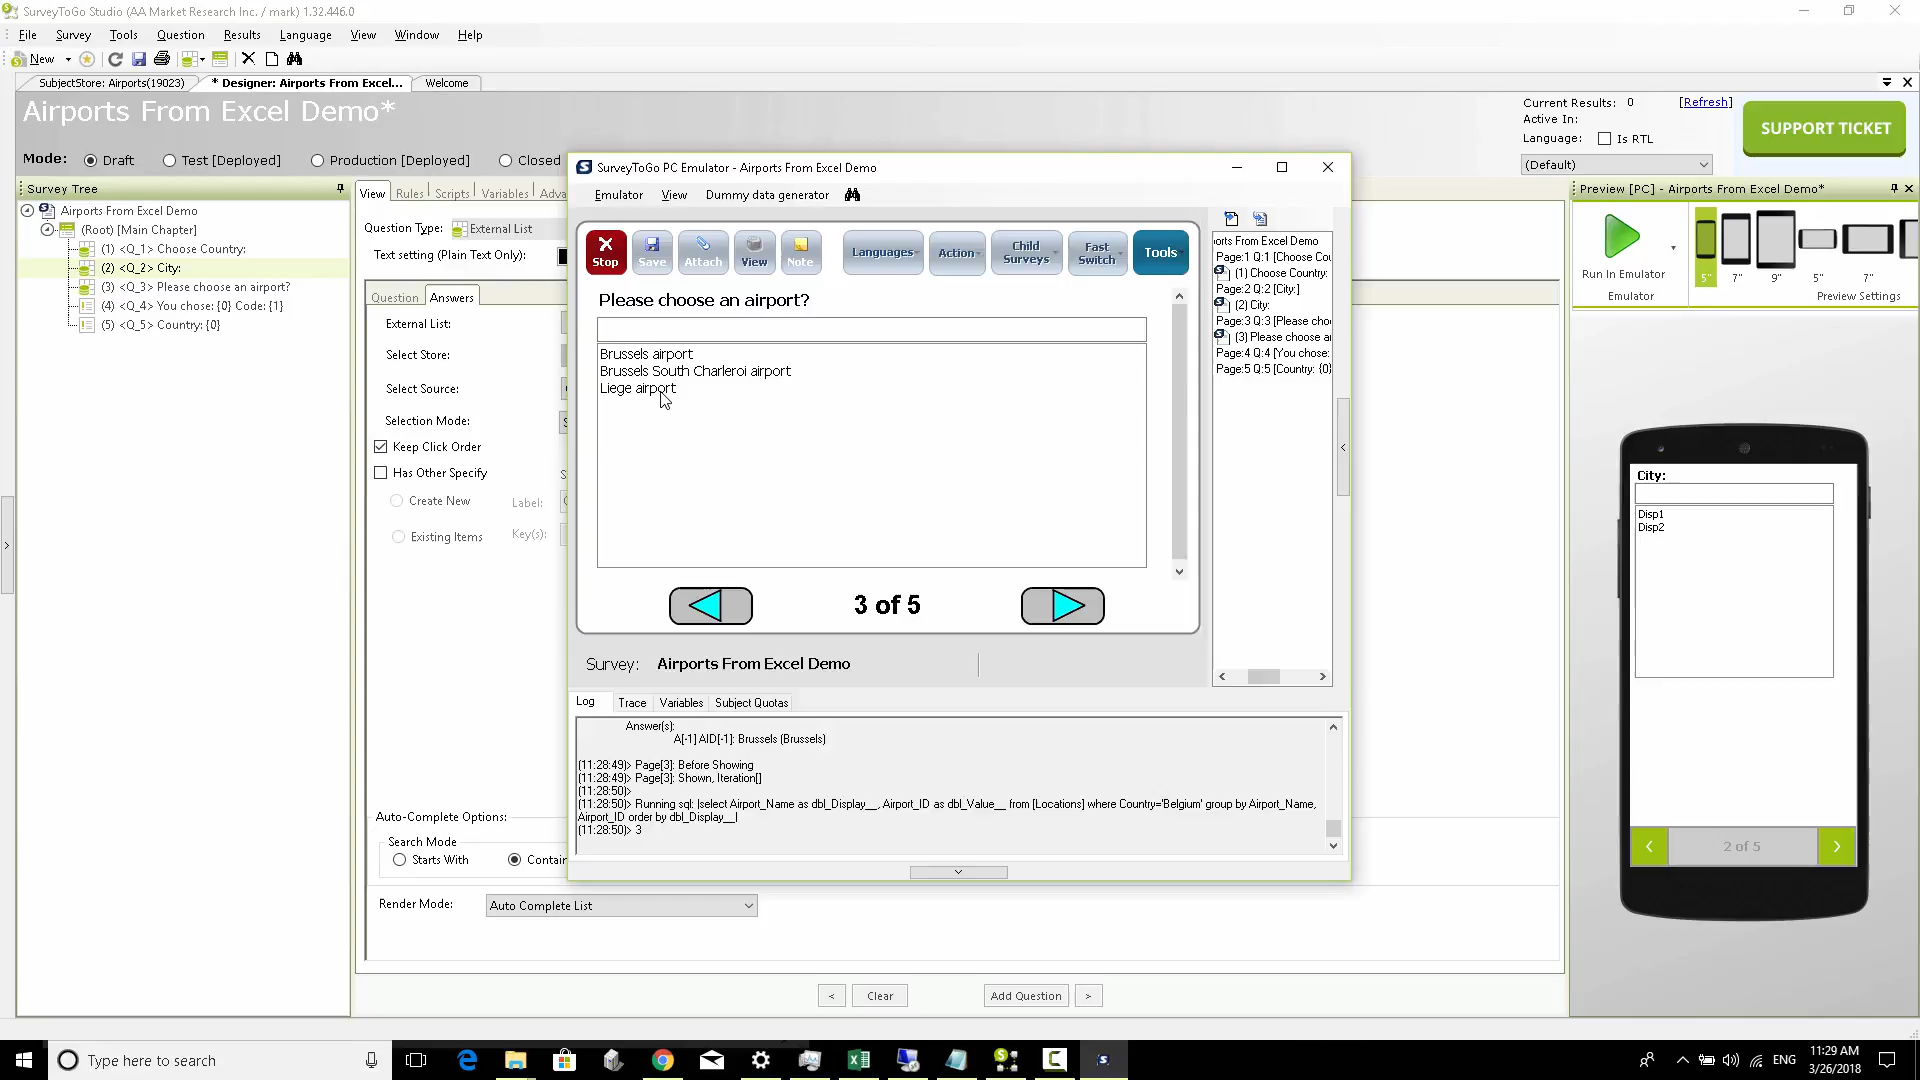 SurveyToGo Studio (AA Market Research Inc. / mark) 1.32.446.0
File Survey Tools Question Results Language View Window Help
New
SubjectStore: Airports(19023) * Designer: Airports From Excel... Welcome
Airports From Excel Demo*
Current Results: 0 [Refresh]
Active In:
Language: Is RTL
(Default)
SUPPORT TICKET
Mode: Draft Test [Deployed] Production [Deployed] Closed
Survey Tree
Airports From Excel Demo
(Root) [Main Chapter]
(1) <Q_1> Choose Country:
(2) <Q_2> City:
(3) <Q_3> Please choose an airport?
(4) <Q_4> You chose: {0} Code: {1}
(5) <Q_5> Country: {0}
View Rules Scripts Variables Adva
Question Type: External List
Text setting (Plain Text Only):
Question Answers
External List:
Select Store:
Select Source:
Selection Mode:
Keep Click Order
Has Other Specify
Create New Label:
Existing Items Key(s):
Auto-Complete Options:
Search Mode
Starts With Contain
Render Mode: Auto Complete List
< Clear Add Question >
SurveyToGo PC Emulator - Airports From Excel Demo
Emulator View Dummy data generator
Stop Save Attach View Note Languages Action Child Surveys Fast Switch Tools
Please choose an airport?
Brussels airport
Brussels South Charleroi airport
Liege airport
3 of 5
Survey: Airports From Excel Demo
orts From Excel Demo
Page:1 Q:1 [Choose Cou
(1) Choose Country:
Page:2 Q:2 [City:]
(2) City:
Page:3 Q:3 [Please cho
(3) Please choose a
Page:4 Q:4 [You chose:
Page:5 Q:5 [Country: {0}
Log Trace Variables Subject Quotas
Answer(s):
A[-1] AID[-1]: Brussels (Brussels)
(11:28:49)> Page[3]: Before Showing
(11:28:49)> Page[3]: Shown, Iteration[]
(11:28:50)>
(11:28:50)> Running sql: |select Airport_Name as dbl_Display__, Airport_ID as dbl_Value__ from [Locations] where Country='Belgium' group by Airport_Name,
Airport_ID order by dbl_Display__|
(11:28:50)> 3
Preview [PC] - Airports From Excel Demo*
Run In Emulator
Emulator
5" 7" 9" 5" 7"
Preview Settings
City:
Disp1
Disp2
2 of 5
Type here to search
ENG
11:29 AM
3/26/2018